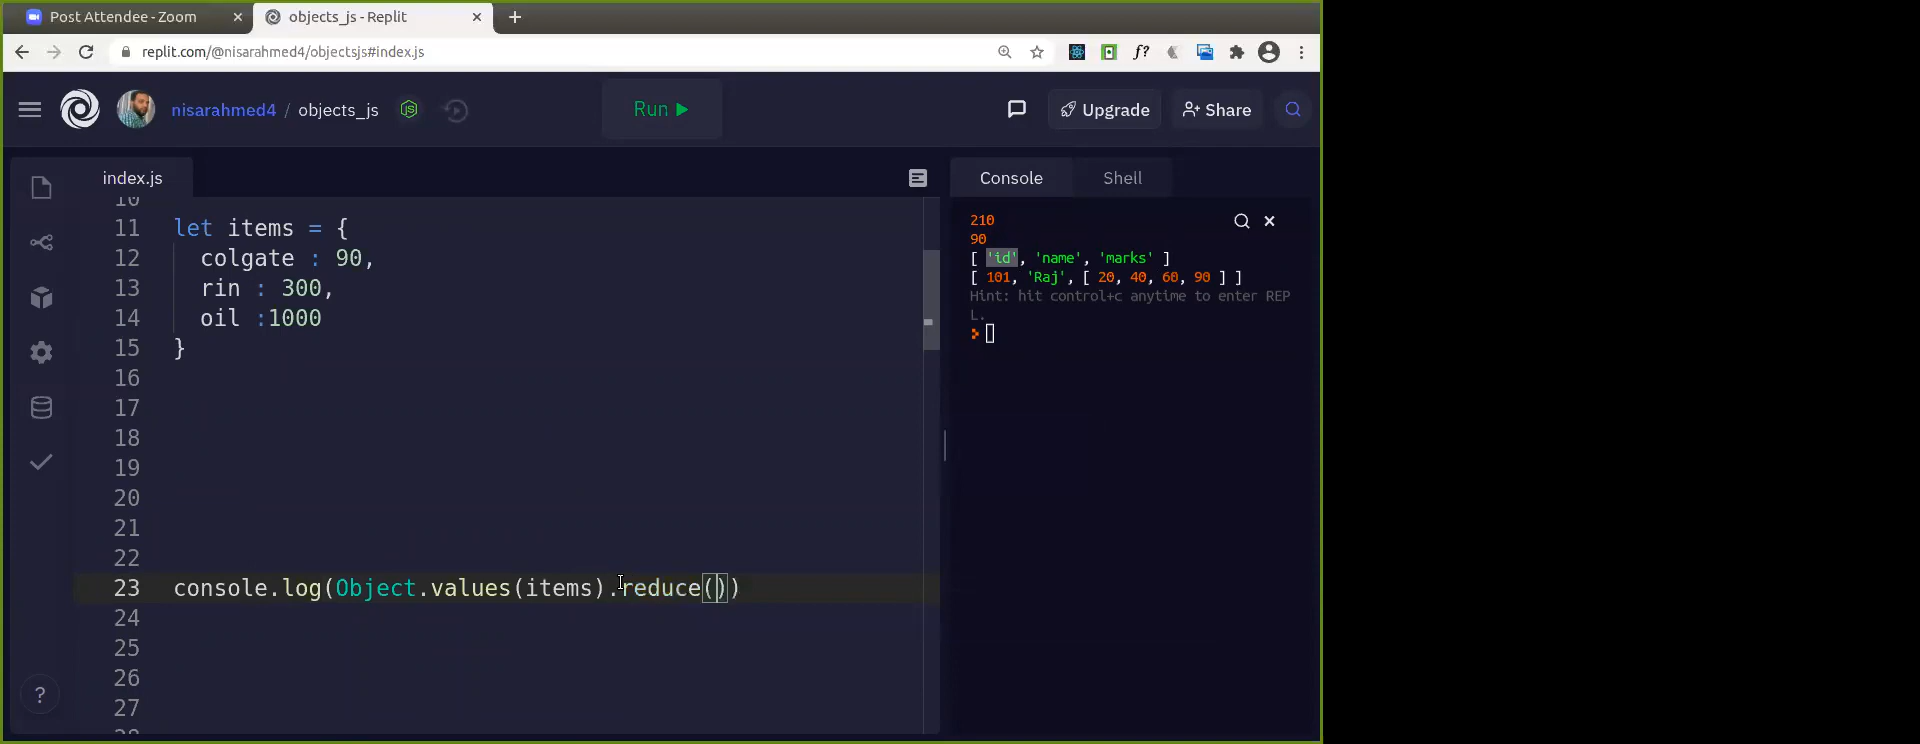 Post Attendee - Zoom
objects_js - Replit
replit.com/@nisarahmed4/objectsjs#index.js
f?
nisarahmed4 / objects_js
JS
Run
Upgrade
Share
index.js
Console
Shell
10
11 let items = {
12 colgate : 90,
13 rin : 300,
14 oil :1000
15 }
16
17
18
19
20
21
22
23 console.log(Object.values(items).reduce())
24
25
26
27
210
90
[ 'id', 'name', 'marks' ]
[ 101, 'Raj', [ 20, 40, 60, 90 ] ]
Hint: hit control+c anytime to enter REP
L.
?